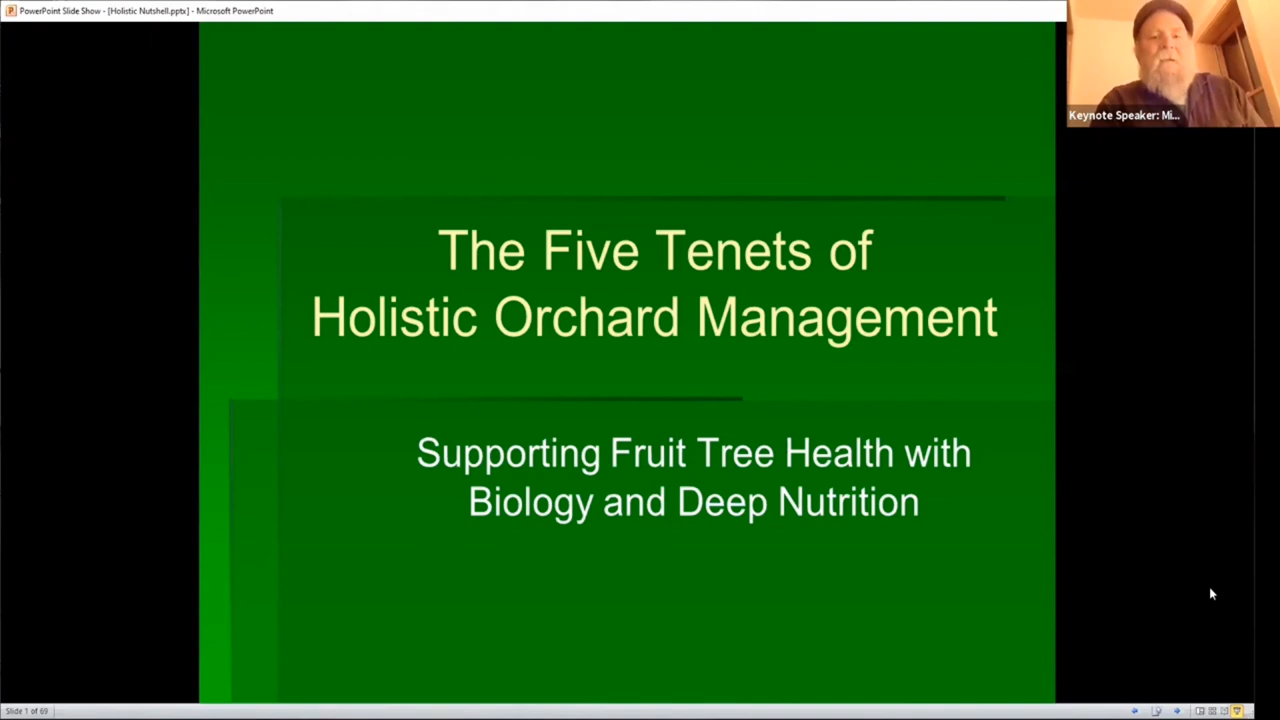 PowerPoint Slide Show - [Holistic Nutshell.pptx] - Microsoft PowerPoint
Keynote Speaker: Mi...
The Five Tenets of
Holistic Orchard Management
Supporting Fruit Tree Health with
Biology and Deep Nutrition
Slide 1 of 69